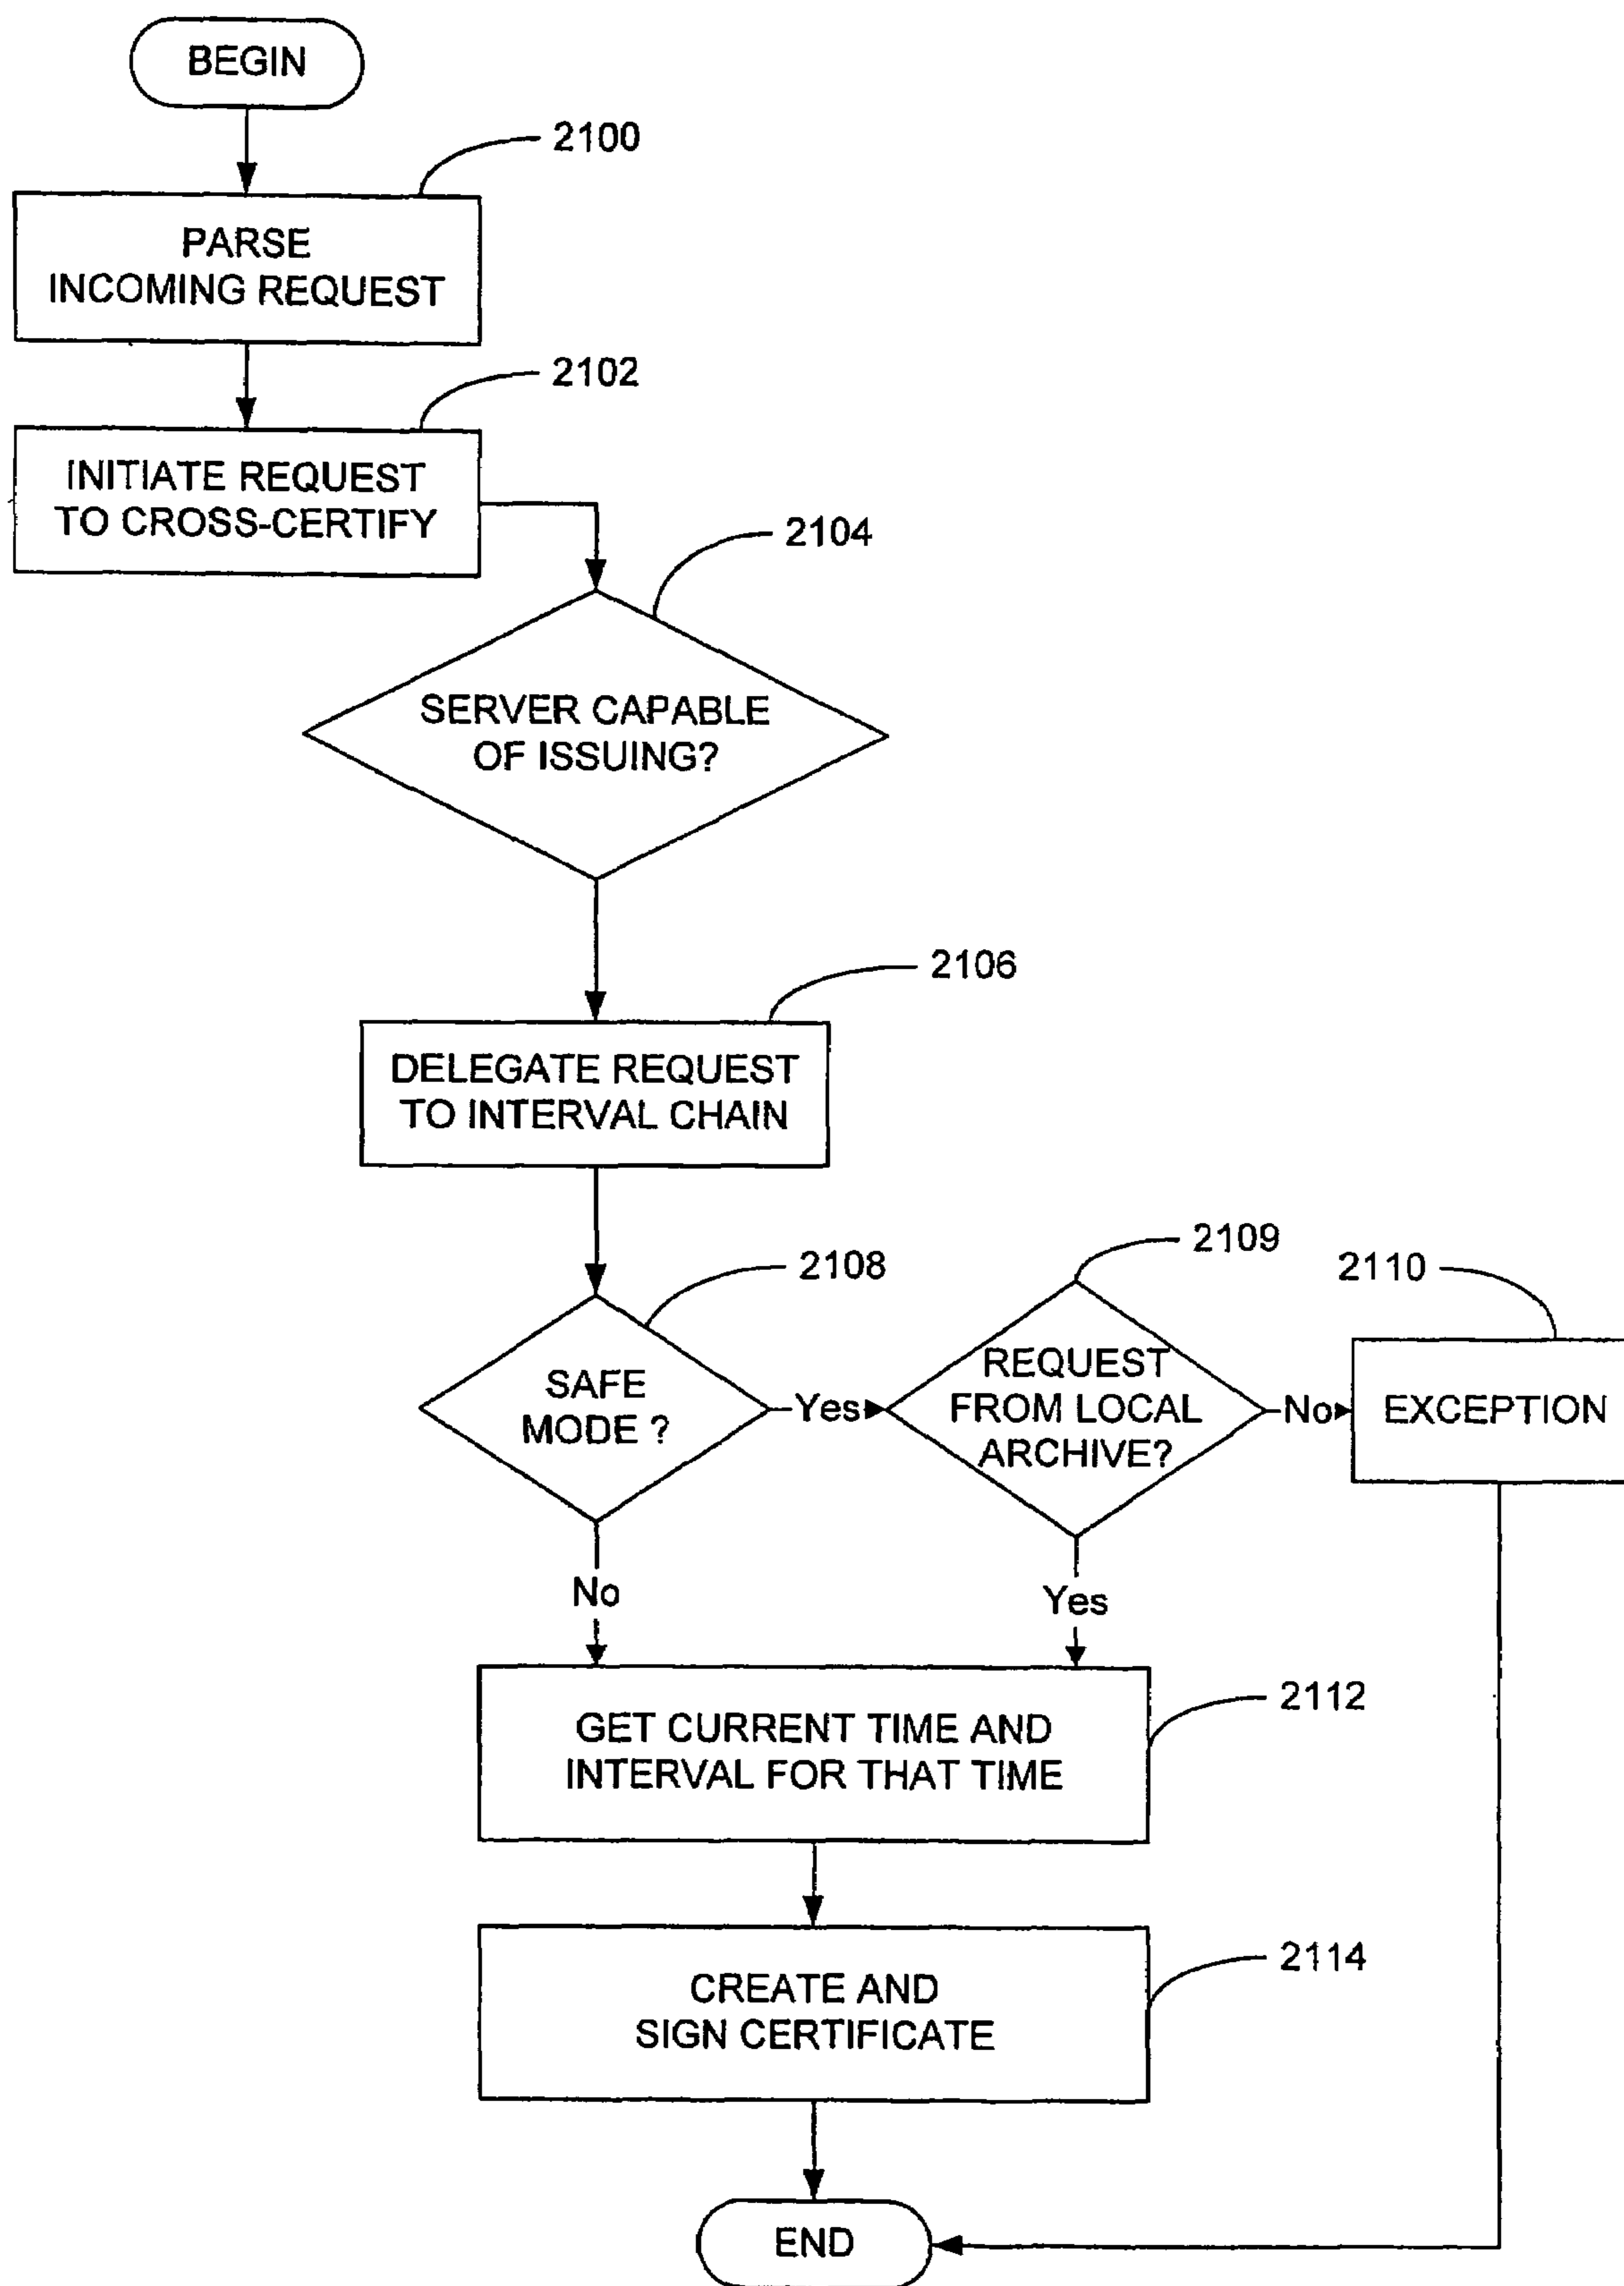 BEGIN
2100
PARSE
INCOMING REQUEST
2102
INITIATE REQUEST
TO CROSS-CERTIFY
2104
SERVER CAPABLE
OF ISSUING?
2106
DELEGATE REQUEST
TO INTERVAL CHAIN
2108
SAFE
MODE ?
Yes
2109
REQUEST
FROM LOCAL
ARCHIVE?
No
2110
EXCEPTION
No
Yes
2112
GET CURRENT TIME AND
INTERVAL FOR THAT TIME
2114
CREATE AND
SIGN CERTIFICATE
END